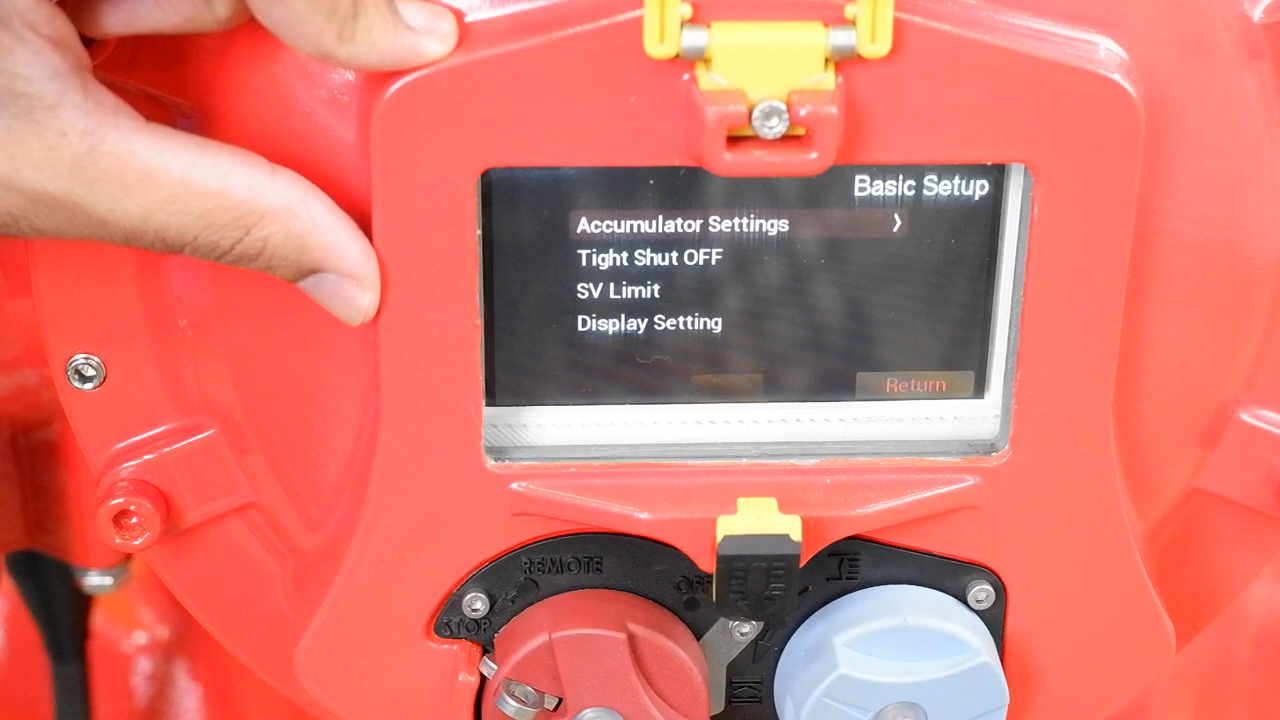 Basic Setup
Accumulator Settings
Tight Shut OFF
SV Limit
Display Setting
Return
REMOTE
OFF
STOP